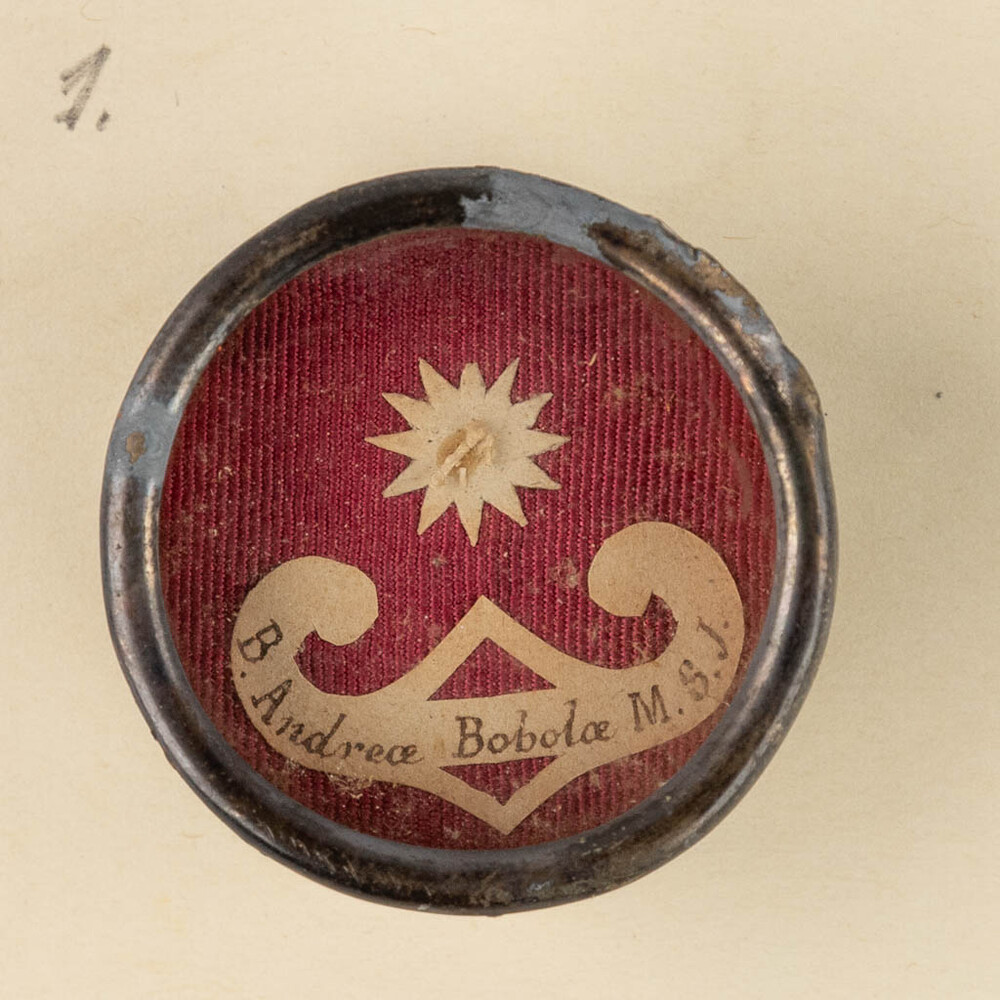 1.
B. Andreæ Bobolæ M. S.J.